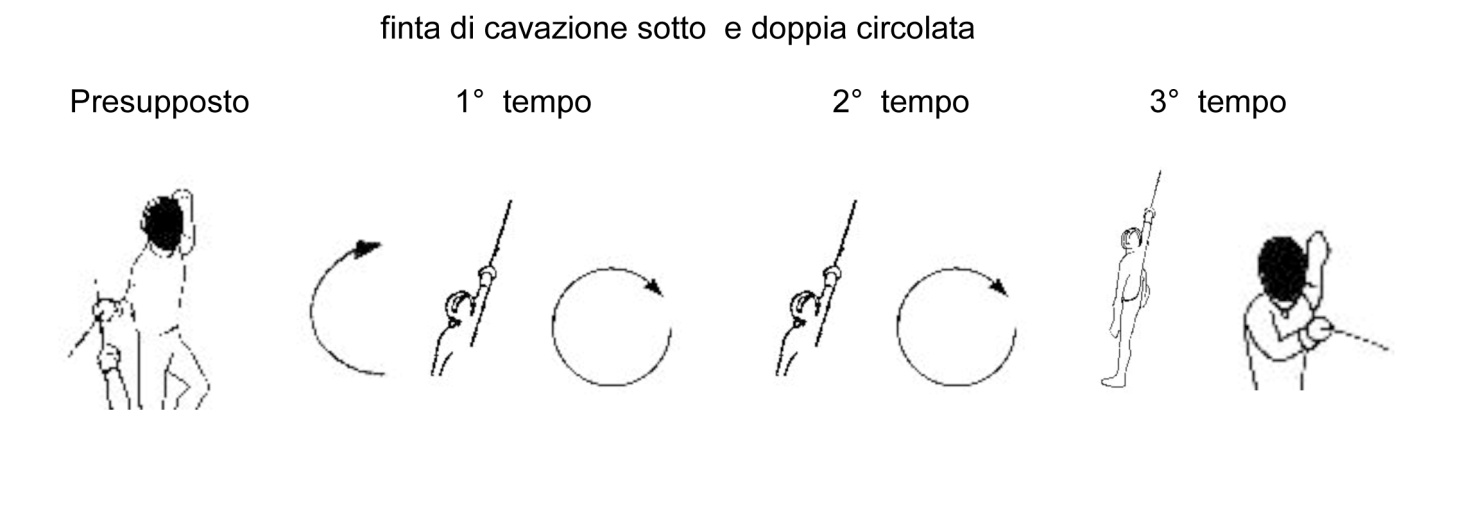 finta di cavazione sotto e doppia circolata
Presupposto 1° tempo 2° tempo 3° tempo